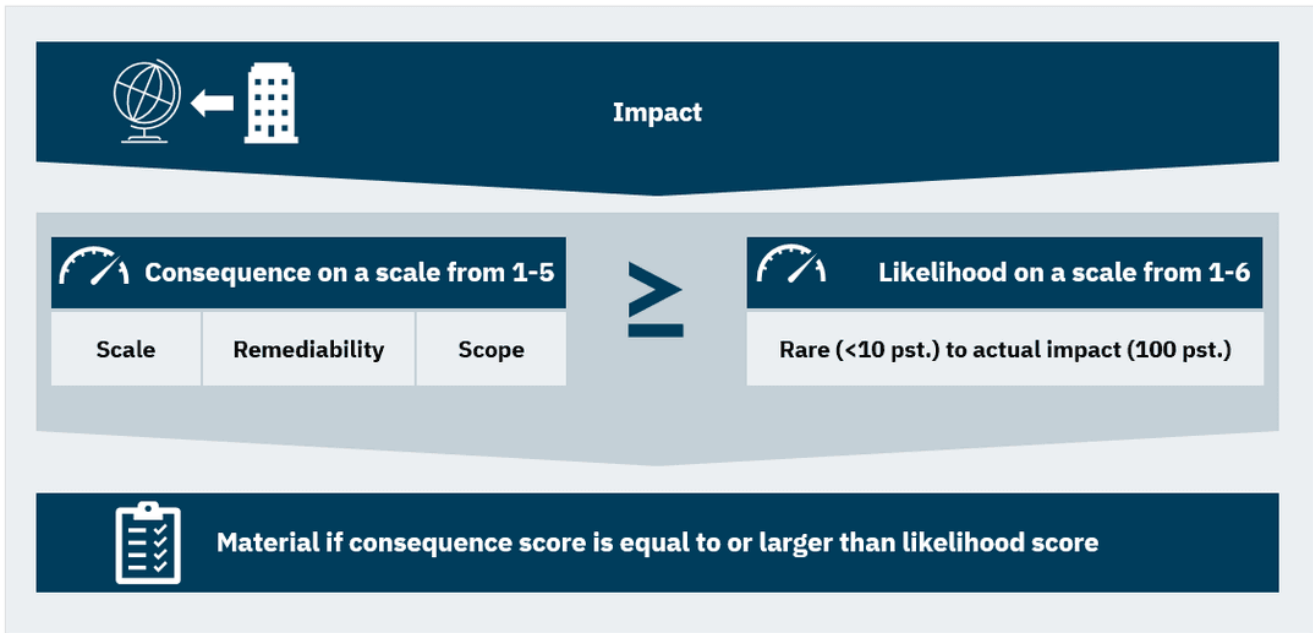 Impact
Consequence on a scale from 1-5
≥
Likelihood on a scale from 1-6
Scale
Remediability
Scope
Rare (<10 pst.) to actual impact (100 pst.)
Material if consequence score is equal to or larger than likelihood score